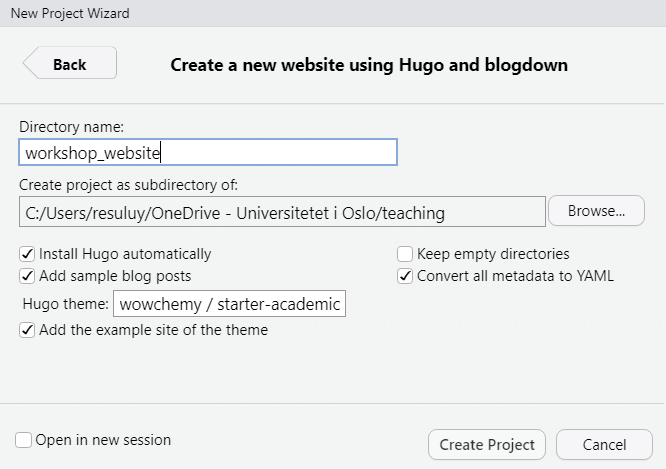 New Project Wizard
Back
Create a new website using Hugo and blogdown
Directory name:
workshop_website
Create project as subdirectory of:
C:/Users/resuluy/OneDrive - Universitetet i Oslo/teaching
Browse...
Install Hugo automatically
Keep empty directories
Add sample blog posts
Convert all metadata to YAML
Hugo theme: wowchemy / starter-academic
Add the example site of the theme
Open in new session
Create Project
Cancel